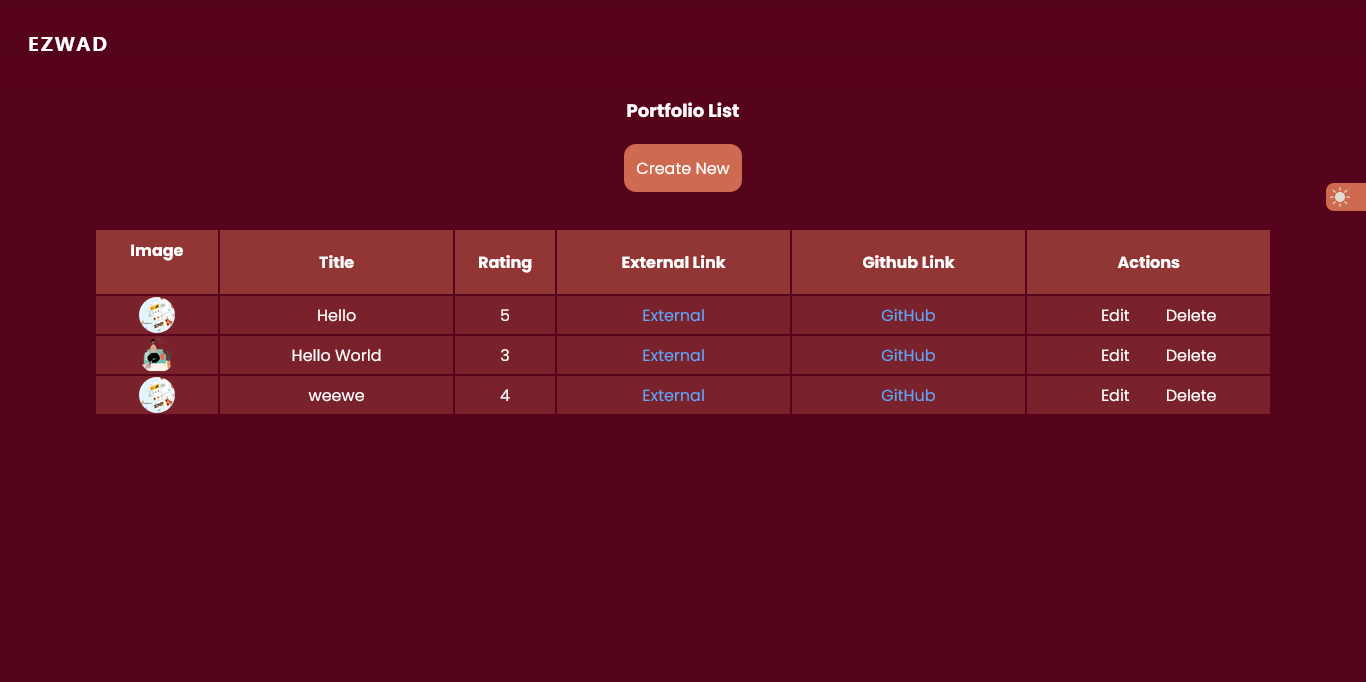 EZWAD
Portfolio List
Create New
Image Title Rating External Link Github Link Actions
Hello 5 External GitHub Edit Delete
Hello World 3 External GitHub Edit Delete
weewe 4 External GitHub Edit Delete